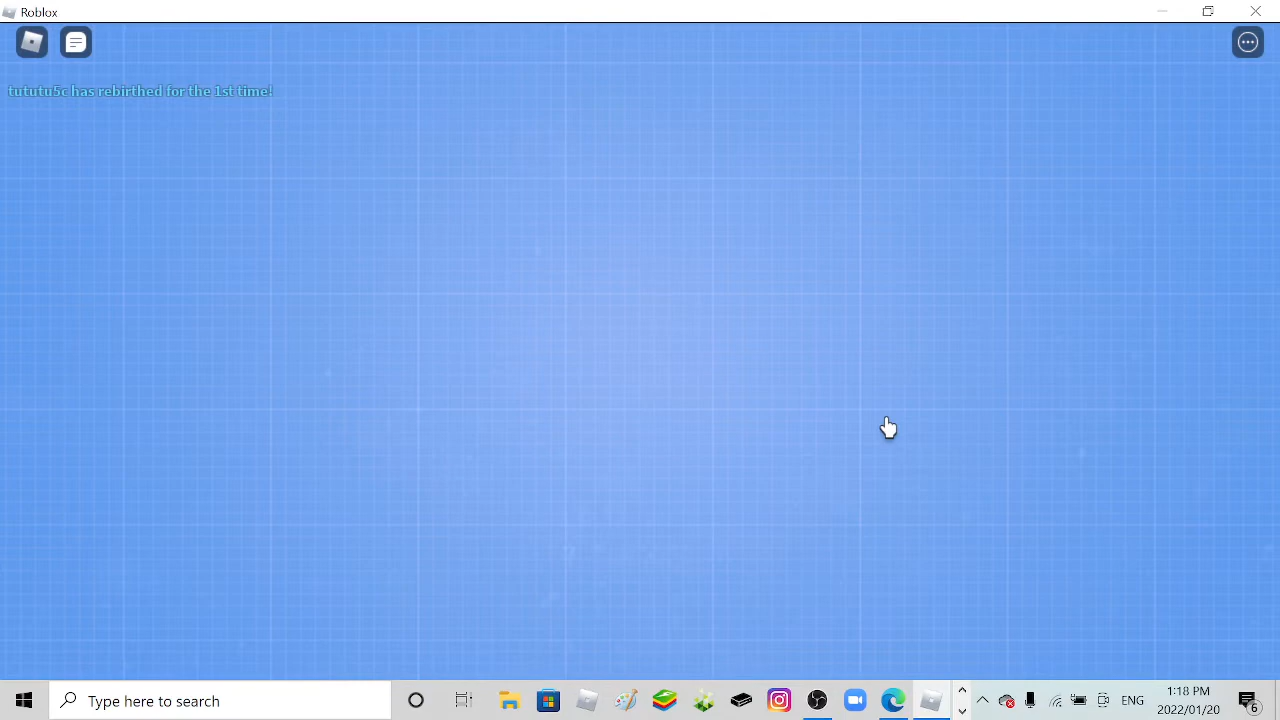 Roblox
tututu5c has rebirthed for the 1st time!
Type here to search
ENG
1:18 PM
2022/01/20
6